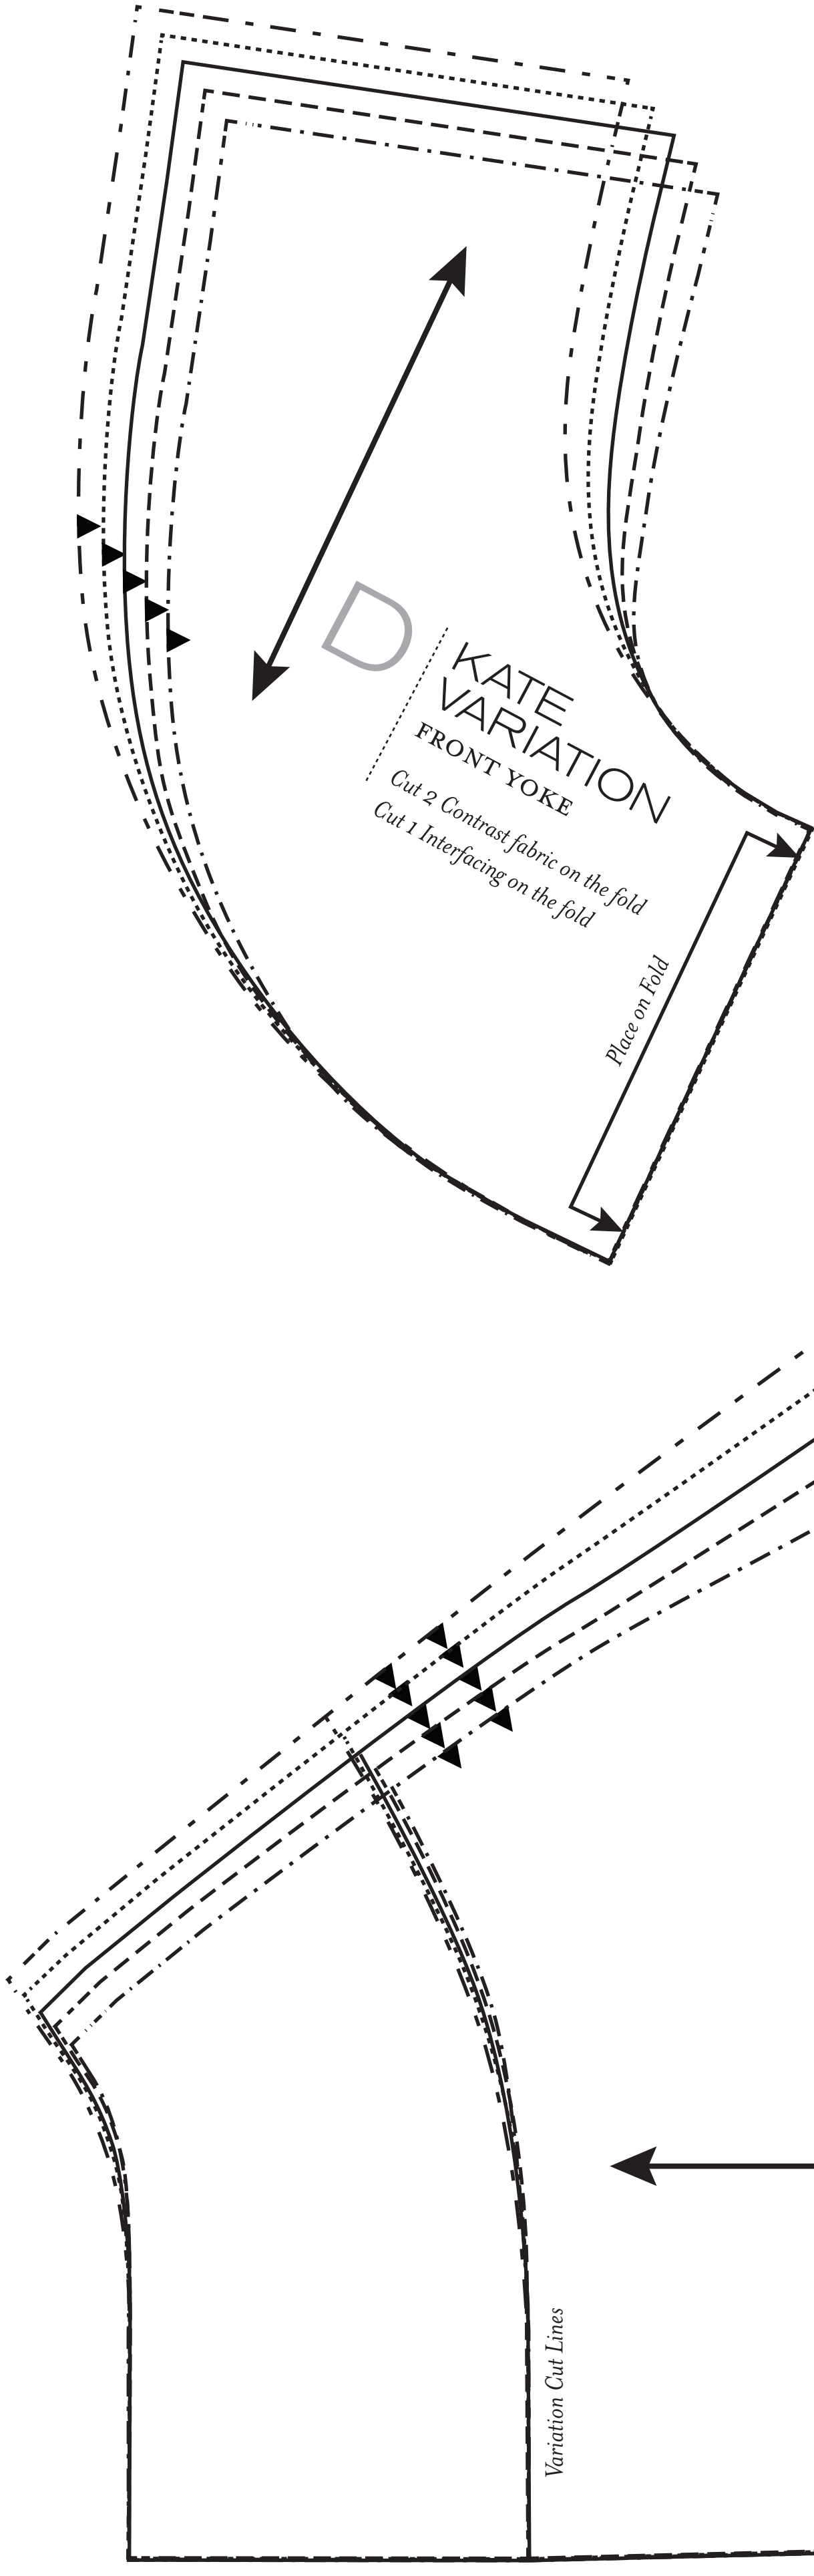 D
KATE
VARIATION
FRONT YOKE
Cut 2 Contrast fabric on the fold
Cut 1 Interfacing on the fold
Place on Fold
Variation Cut Lines